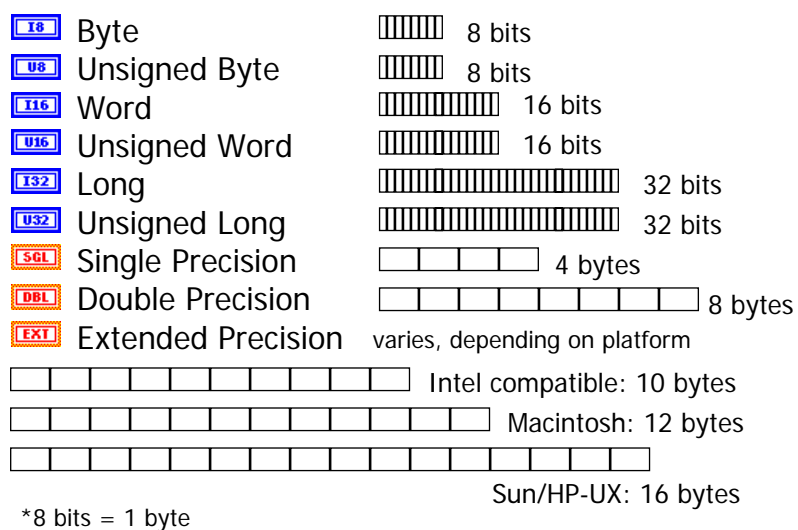 I8 Byte 8 bits
U8 Unsigned Byte 8 bits
I16 Word 16 bits
U16 Unsigned Word 16 bits
I32 Long 32 bits
U32 Unsigned Long 32 bits
SGL Single Precision 4 bytes
DBL Double Precision 8 bytes
EXT Extended Precision varies, depending on platform
Intel compatible: 10 bytes
Macintosh: 12 bytes
Sun/HP-UX: 16 bytes
*8 bits = 1 byte